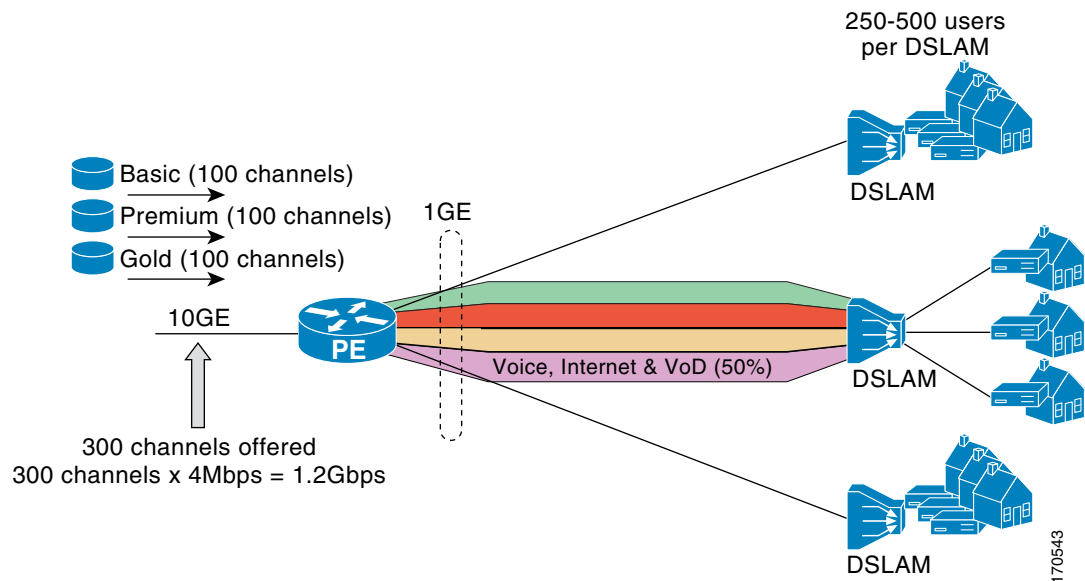 250-500 users
per DSLAM
DSLAM
Basic (100 channels)
Premium (100 channels)
Gold (100 channels)
1GE
10GE
PE
Voice, Internet & VoD (50%)
DSLAM
300 channels offered
300 channels x 4Mbps = 1.2Gbps
DSLAM
170543